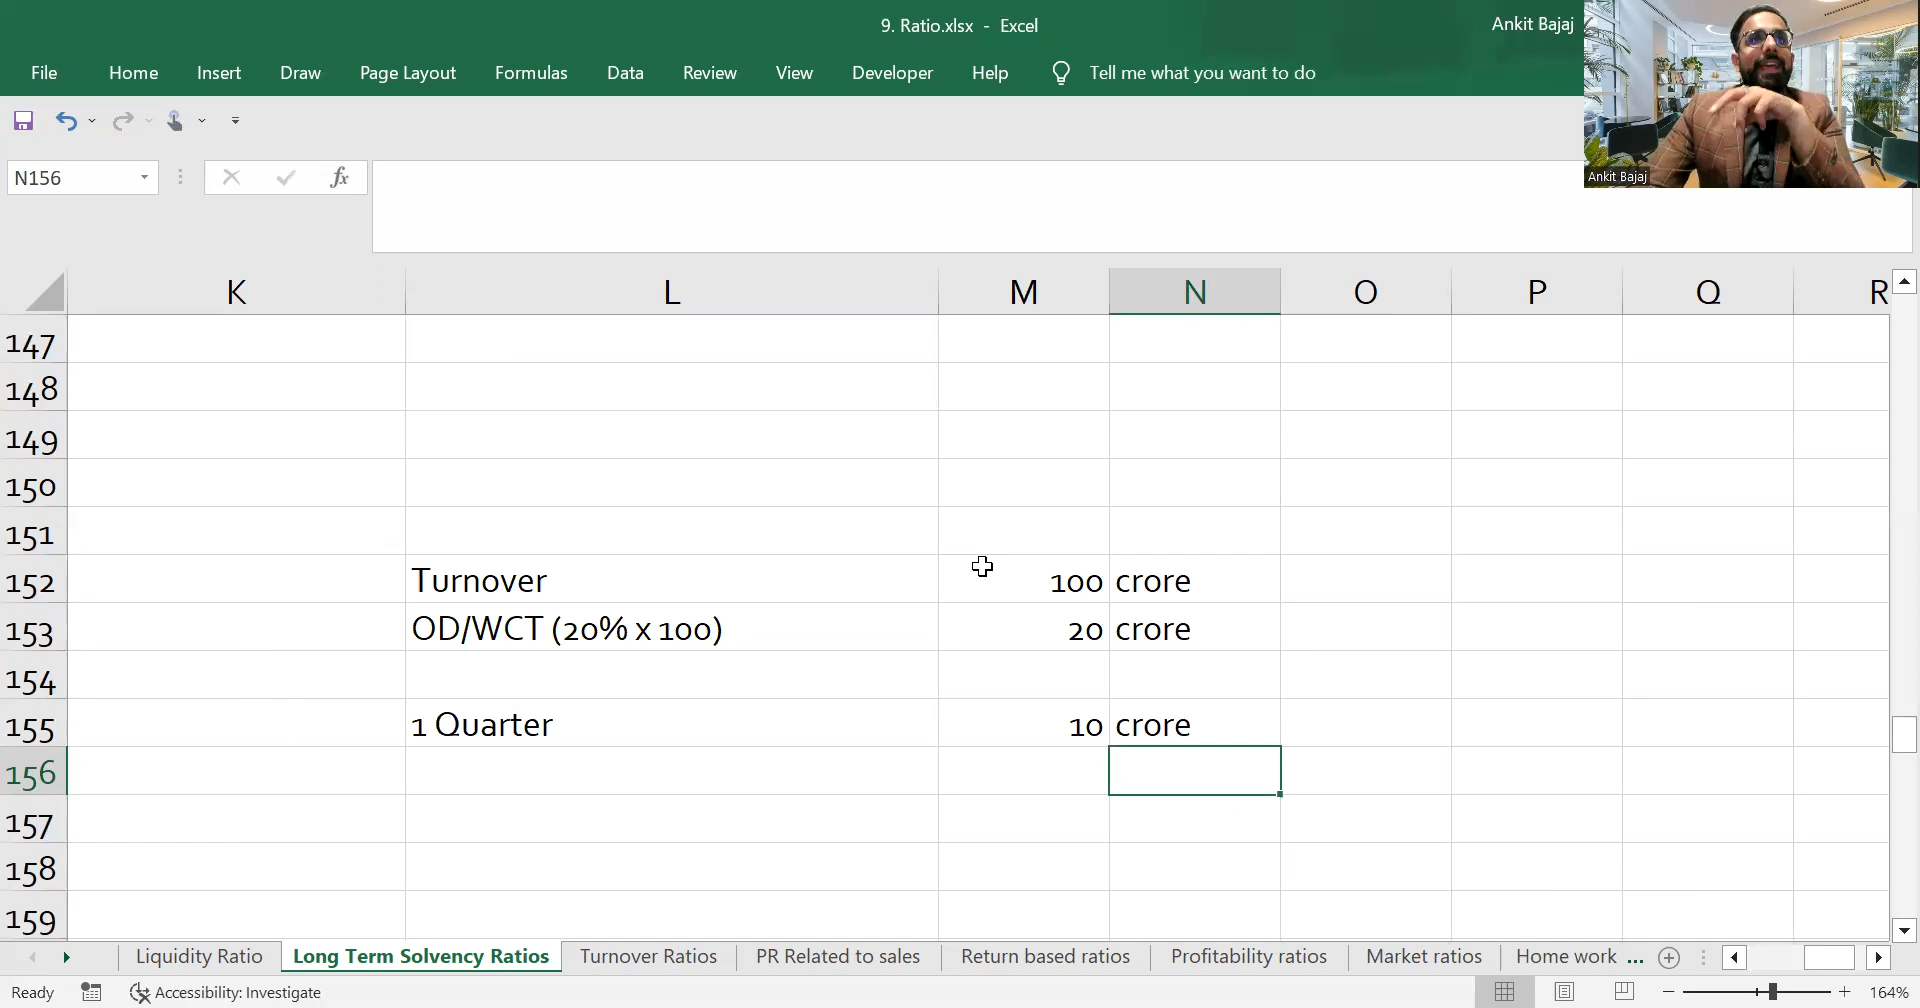 9. Ratio.xlsx - Excel
Ankit Bajaj
File Home Insert Draw Page Layout Formulas Data Review View Developer Help Tell me what you want to do
Ankit Bajaj
N156 fx
K L M N O P Q R
147
148
149
150
151
152 Turnover 100 crore
153 OD/WCT (20% x 100) 20 crore
154
155 1 Quarter 10 crore
156
157
158
159
Liquidity Ratio Long Term Solvency Ratios Turnover Ratios PR Related to sales Return based ratios Profitability ratios Market ratios Home work ...
Ready Accessibility: Investigate 164%